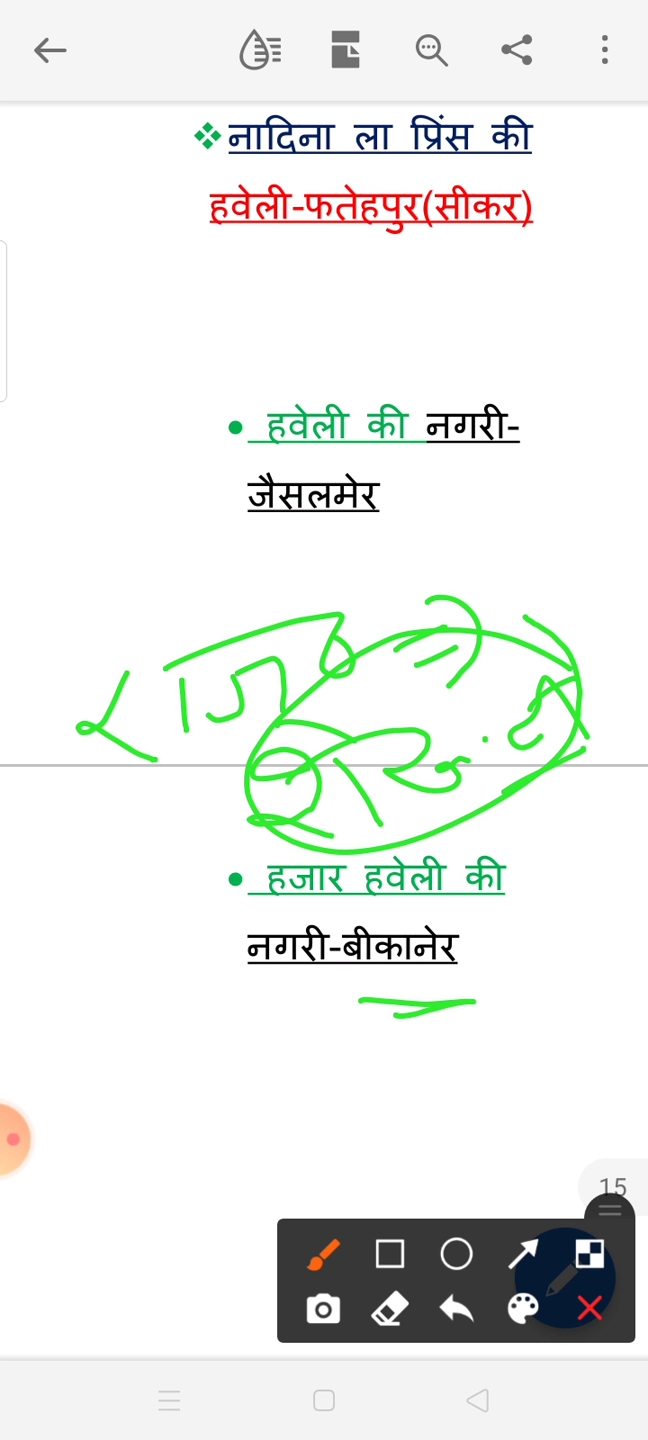 ❖ नादिना ला प्रिंस की
हवेली-फतेहपुर(सीकर)
• हवेली की नगरी-
जैसलमेर
• हजार हवेली की
नगरी-बीकानेर
15